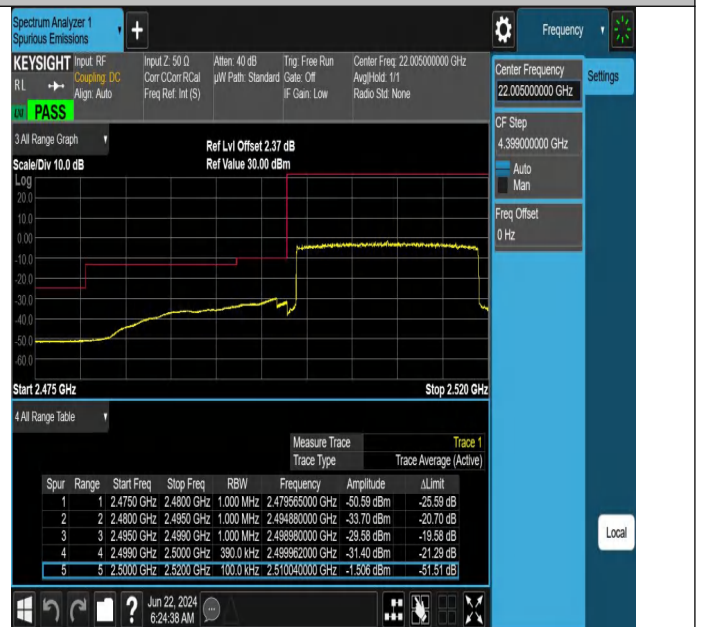 Spectrum Analyzer 1
Spurious Emissions
Frequency
KEYSIGHT Input: RF Input Z: 50 Ω Atten: 40 dB Trig: Free Run Center Freq: 22.005000000 GHz
RL Coupling: DC Corr CCorr RCal µW Path: Standard Gate: Off Avg|Hold: 1/1
Align: Auto Freq Ref: Int (S) IF Gain: Low Radio Std: None
PASS
Center Frequency
22.005000000 GHz
Settings
CF Step
4.399000000 GHz
Auto
Man
Freq Offset
0 Hz
3 All Range Graph
Ref Lvl Offset 2.37 dB
Scale/Div 10.0 dB Ref Value 30.00 dBm
Log
20.0
10.0
0.00
-10.0
-20.0
-30.0
-40.0
-50.0
-60.0
Start 2.475 GHz Stop 2.520 GHz
4 All Range Table
Measure Trace Trace 1
Trace Type Trace Average (Active)
Spur Range Start Freq Stop Freq RBW Frequency Amplitude ΔLimit
1 1 2.4750 GHz 2.4800 GHz 1.000 MHz 2.479565000 GHz -50.59 dBm -25.59 dB
2 2 2.4800 GHz 2.4950 GHz 1.000 MHz 2.494880000 GHz -33.70 dBm -20.70 dB
3 3 2.4950 GHz 2.4990 GHz 1.000 MHz 2.498980000 GHz -29.58 dBm -19.58 dB
4 4 2.4990 GHz 2.5000 GHz 390.0 kHz 2.499962000 GHz -31.40 dBm -21.29 dB
5 5 2.5000 GHz 2.5200 GHz 100.0 kHz 2.510040000 GHz -1.506 dBm -51.51 dB
Local
Jun 22, 2024
6:24:38 AM